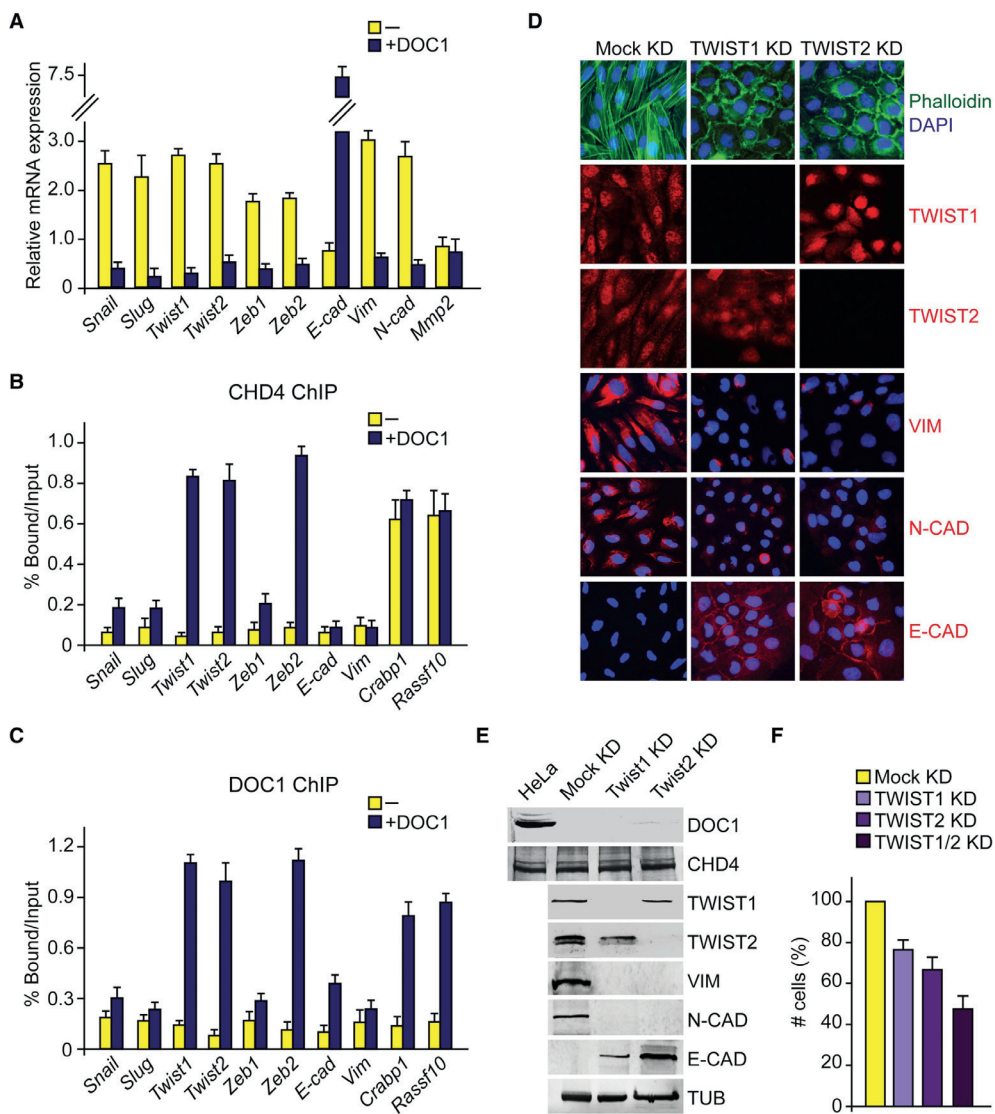 A
—
+DOC1
Relative mRNA expression
7.5
3.0
2.0
1.0
0
Snail
Slug
Twist1
Twist2
Zeb1
Zeb2
E-cad
Vim
N-cad
Mmp2
B
CHD4 ChIP
—
+DOC1
% Bound/Input
1.0
0.8
0.6
0.4
0.2
0
Snail
Slug
Twist1
Twist2
Zeb1
Zeb2
E-cad
Vim
Crabp1
Rassf10
C
DOC1 ChIP
—
+DOC1
% Bound/Input
1.2
0.9
0.6
0.3
0
Snail
Slug
Twist1
Twist2
Zeb1
Zeb2
E-cad
Vim
Crabp1
Rassf10
D
Mock KD TWIST1 KD TWIST2 KD
Phalloidin
DAPI
TWIST1
TWIST2
VIM
N-CAD
E-CAD
E
HeLa
Mock KD
Twist1 KD
Twist2 KD
DOC1
CHD4
TWIST1
TWIST2
VIM
N-CAD
E-CAD
TUB
F
Mock KD
TWIST1 KD
TWIST2 KD
TWIST1/2 KD
# cells (%)
100
80
60
40
20
0